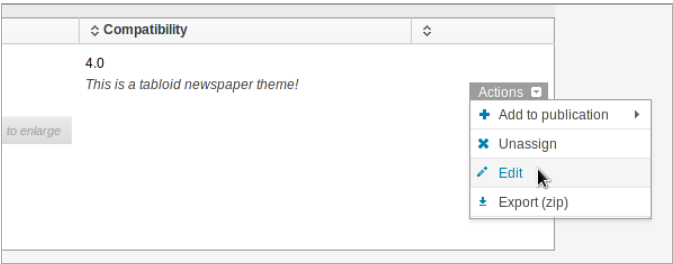 Compatibility
4.0
This is a tabloid newspaper theme!
Actions
Add to publication
to enlarge
Unassign
Edit
Export (zip)